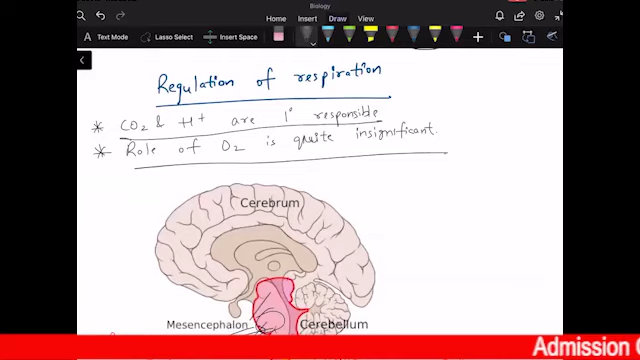 Biology
Home Insert Draw View
Text Mode Lasso Select Insert Space
Regulation of respiration
* CO2 & H+ are 1° responsible
* Role of O2 is quite insignificant.
Cerebrum
Mesencephalon
Cerebellum
Admission